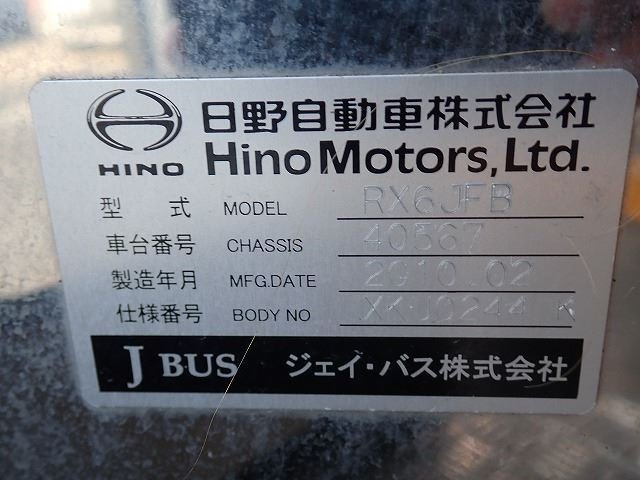 HINO
日野自動車株式会社
Hino Motors, Ltd.
型 式 MODEL RX6JFB
車台番号 CHASSIS 40567
製造年月 MFG.DATE 2010.02
仕様番号 BODY NO
J BUS ジェイ・バス株式会社